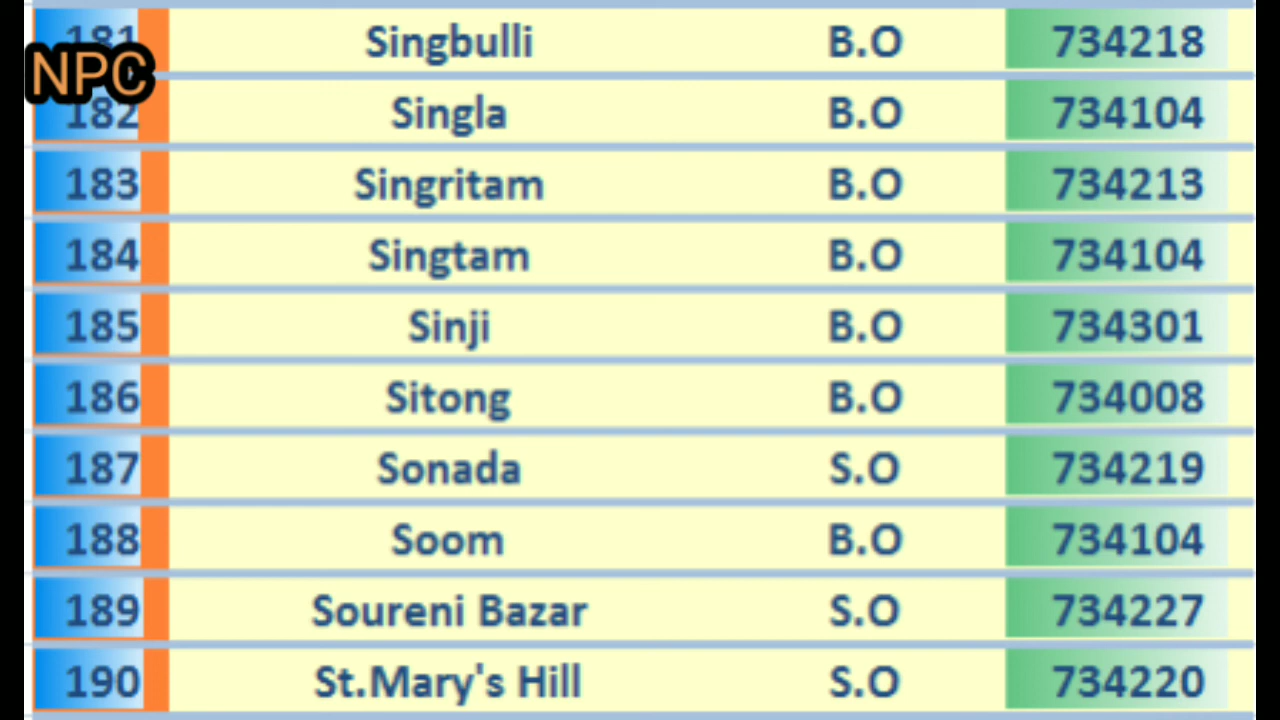 181 Singbulli B.O 734218
NPC
182 Singla B.O 734104
183 Singritam B.O 734213
184 Singtam B.O 734104
185 Sinji B.O 734301
186 Sitong B.O 734008
187 Sonada S.O 734219
188 Soom B.O 734104
189 Soureni Bazar S.O 734227
190 St.Mary's Hill S.O 734220